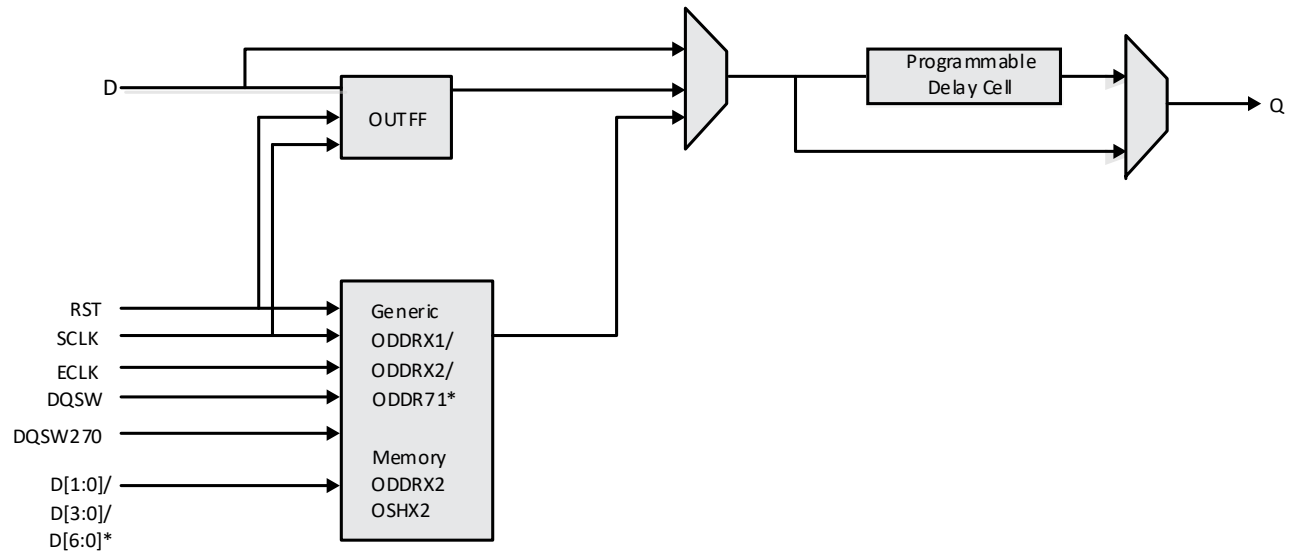 D
OUTFF
Programmable
Delay Cell
Q
RST
SCLK
ECLK
DQSW
DQSW270
D[1:0]/
D[3:0]/
D[6:0]*
Generic
ODDRX1/
ODDRX2/
ODDR71*
Memory
ODDRX2
OSHX2